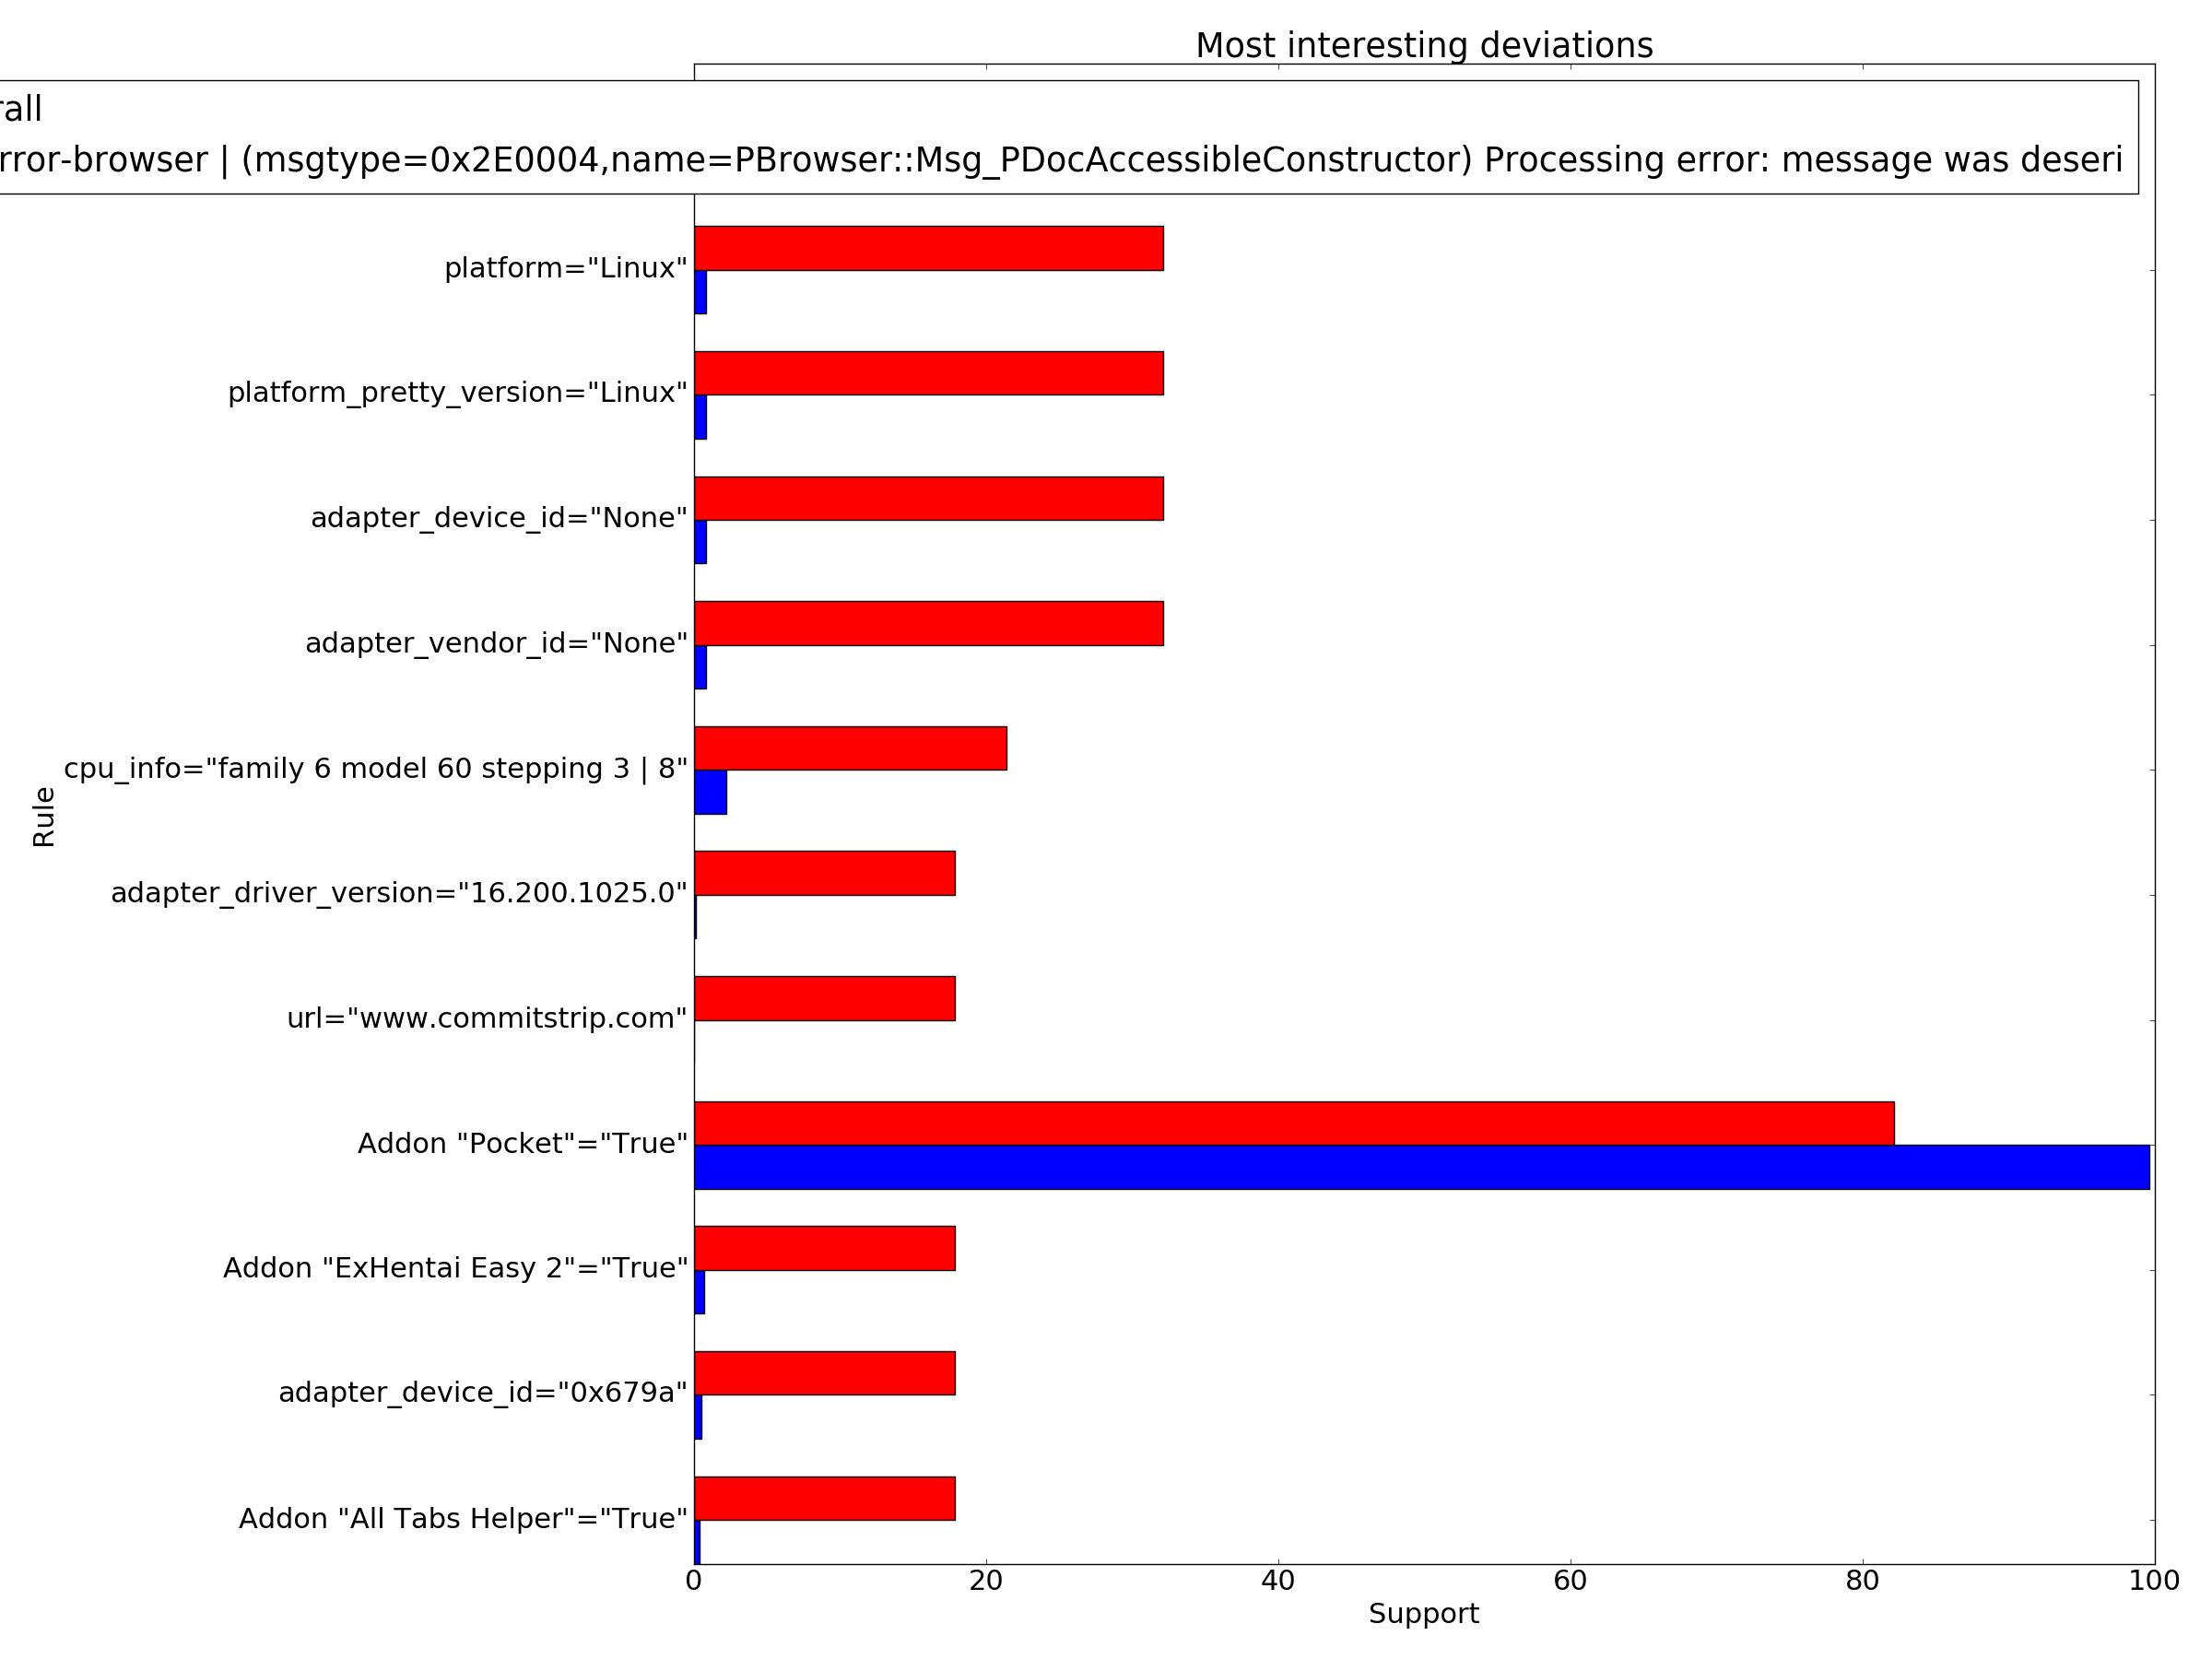 Most interesting deviations
rall
rror-browser | (msgtype=0x2E0004,name=PBrowser::Msg_PDocAccessibleConstructor) Processing error: message was deseri
platform="Linux"
platform_pretty_version="Linux"
adapter_device_id="None"
adapter_vendor_id="None"
cpu_info="family 6 model 60 stepping 3 | 8"
Rule
adapter_driver_version="16.200.1025.0"
url="www.commitstrip.com"
Addon "Pocket"="True"
Addon "ExHentai Easy 2"="True"
adapter_device_id="0x679a"
Addon "All Tabs Helper"="True"
0 20 40 60 80 100
Support